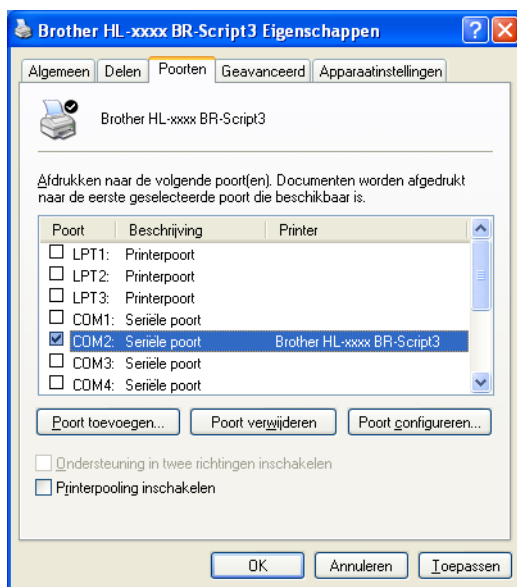 Brother HL-xxxx BR-Script3 Eigenschappen
Algemeen Delen Poorten Geavanceerd Apparaatinstellingen
Brother HL-xxxx BR-Script3
Afdrukken naar de volgende poort(en). Documenten worden afgedrukt
naar de eerste geselecteerde poort die beschikbaar is.
Poort Beschrijving Printer
LPT1: Printerpoort
LPT2: Printerpoort
LPT3: Printerpoort
COM1: Seriële poort
COM2: Seriële poort Brother HL-xxxx BR-Script3
COM3: Seriële poort
COM4: Seriële poort
Poort toevoegen... Poort verwijderen Poort configureren...
Ondersteuning in twee richtingen inschakelen
Printerpooling inschakelen
OK Annuleren Toepassen